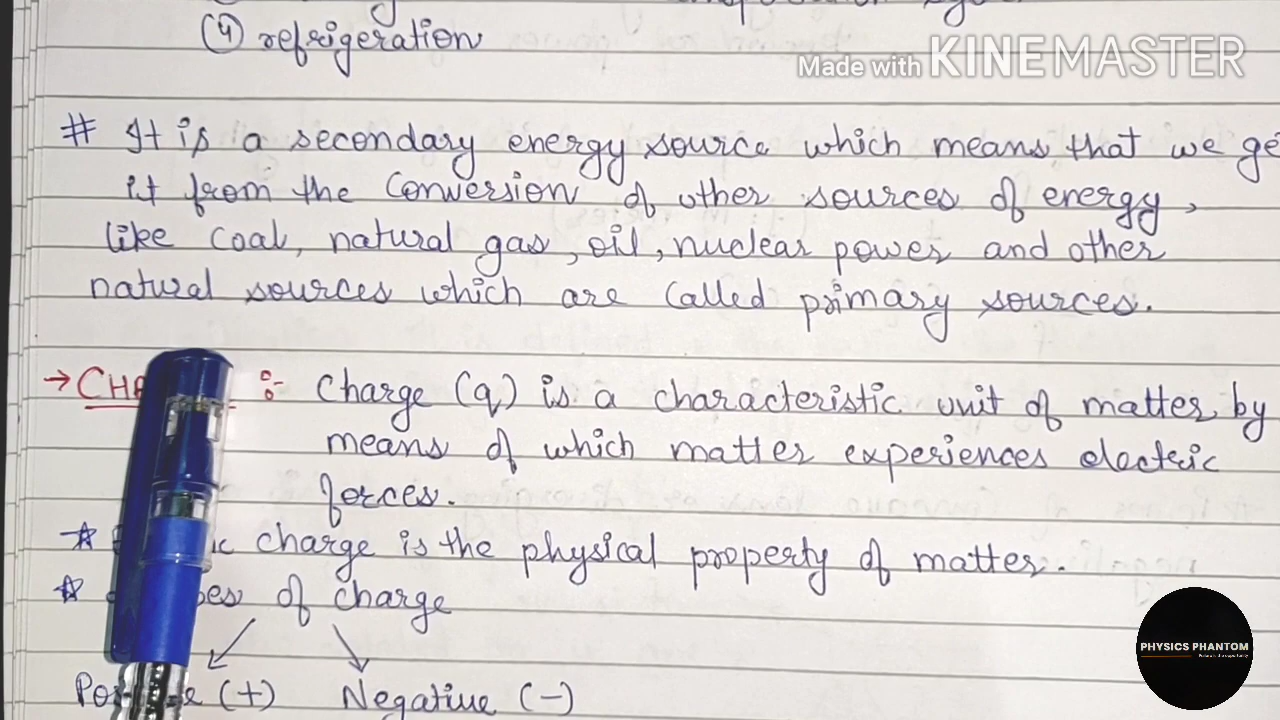 (4) refrigeration
Made with KINEMASTER
# It is a secondary energy source which means that we ge
it from the conversion of other sources of energy,
like coal, natural gas, oil, nuclear power and other
natural sources which are called primary sources.
→ CHA :- Charge (q) is a characteristic unit of matter by
means of which matter experiences electric
forces.
charge is the physical property of matter.
of charge
(+) Negative (-)
PHYSICS PHANTOM